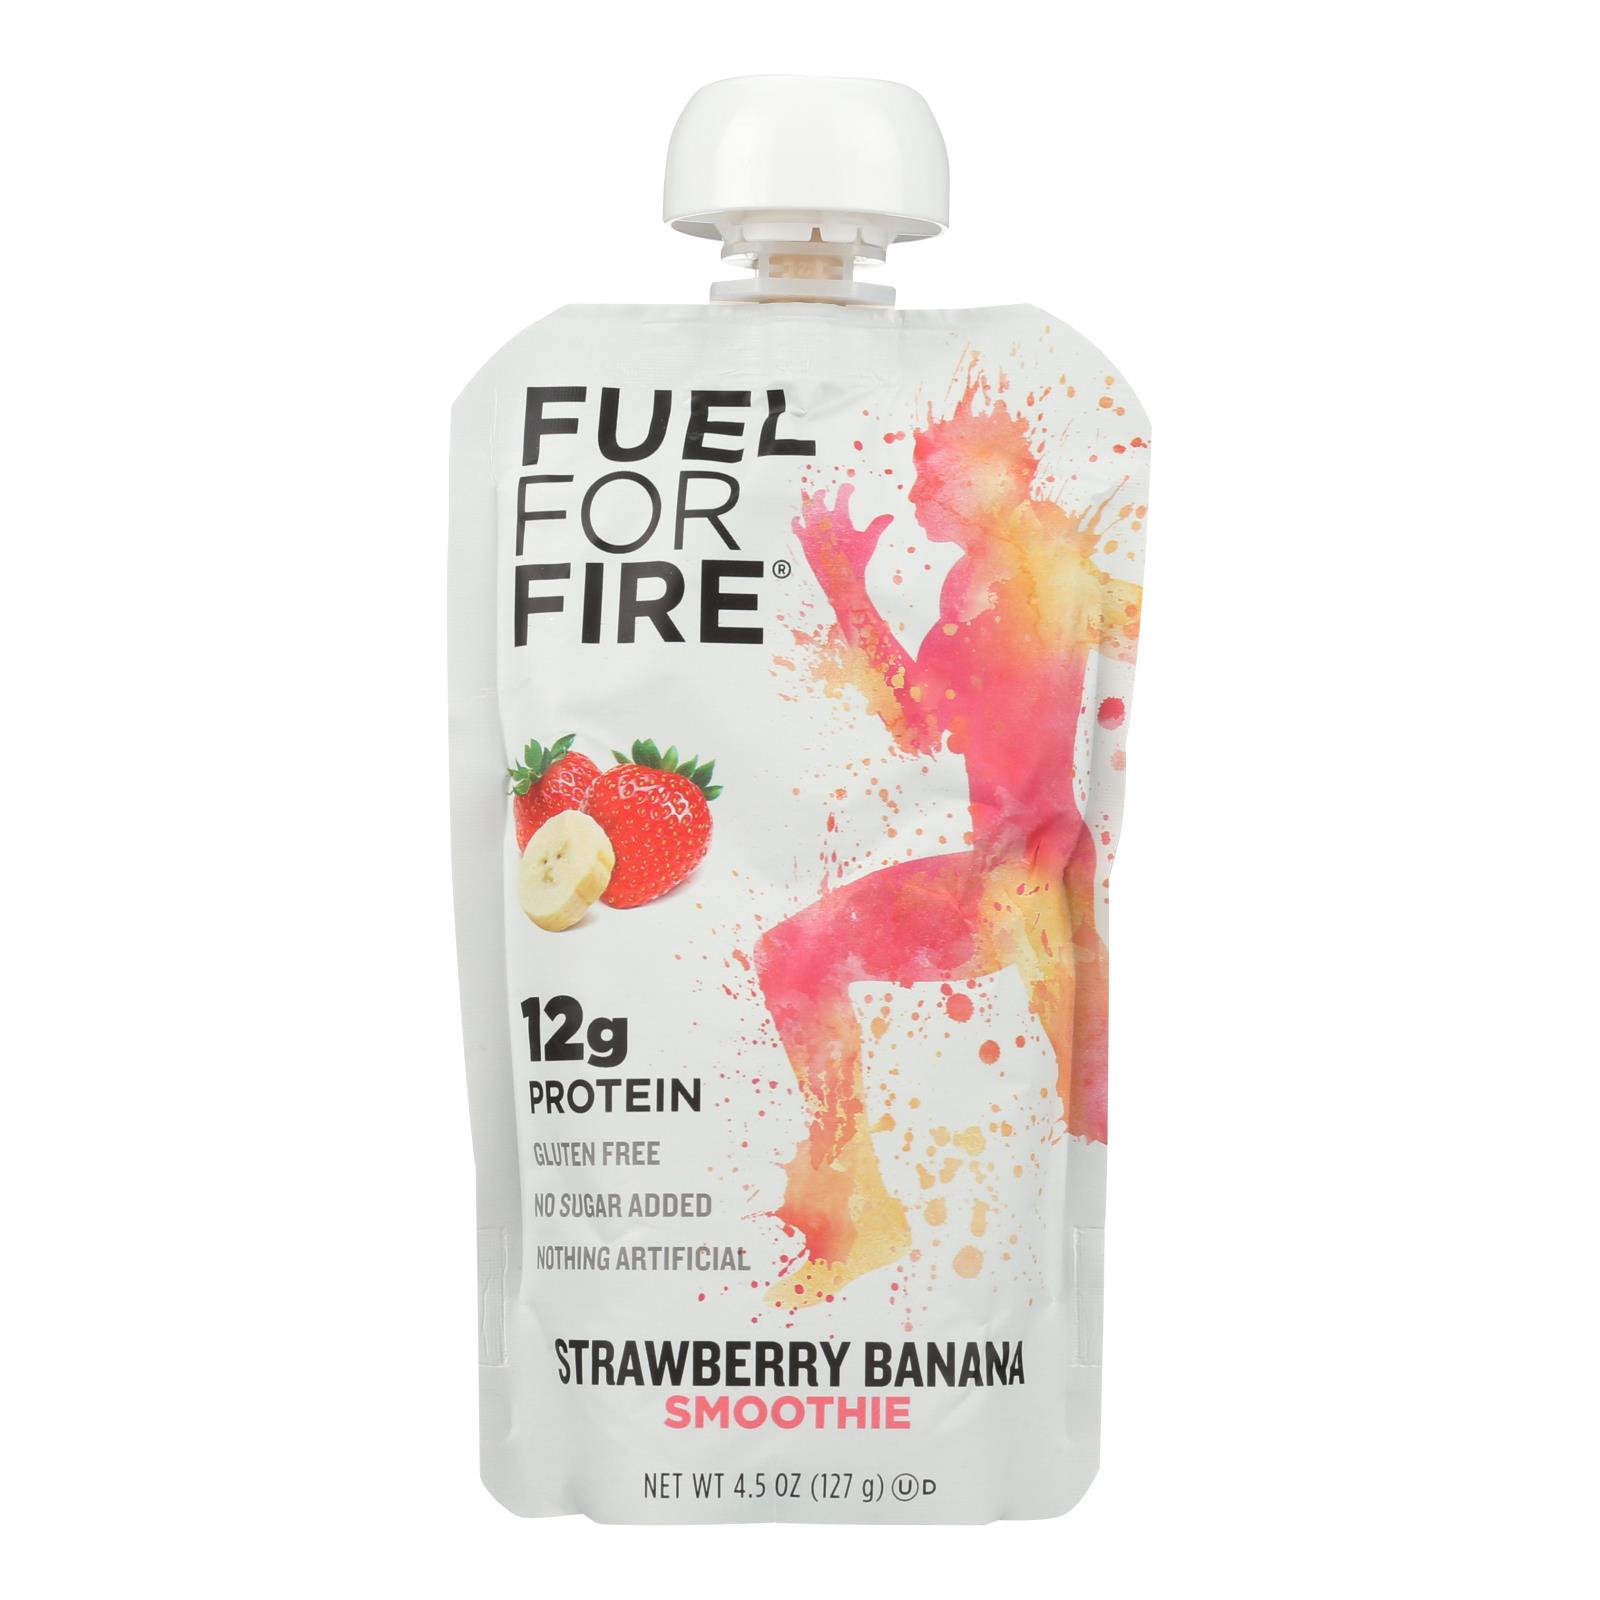 FUEL
FOR
FIRE®
12g
PROTEIN
GLUTEN FREE
NO SUGAR ADDED
NOTHING ARTIFICIAL
STRAWBERRY BANANA
SMOOTHIE
NET WT 4.5 OZ (127 g) Ⓤ D